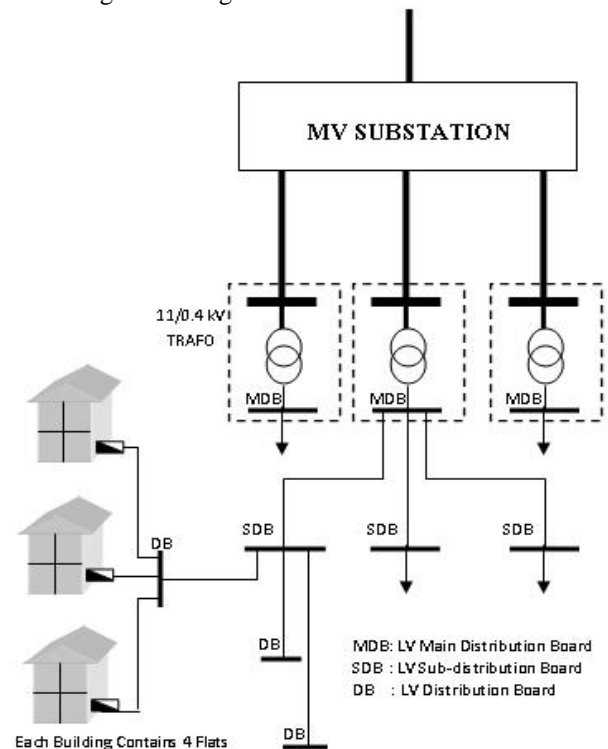 MV SUBSTATION
11/0.4 kV
TRAFO
MDB
MDB
MDB
SDB
SDB
SDB
DB
DB
DB
MDB: LV Main Distribution Board
SDB : LV Sub-distribution Board
DB : LV Distribution Board
Each Building Contains 4 Flats